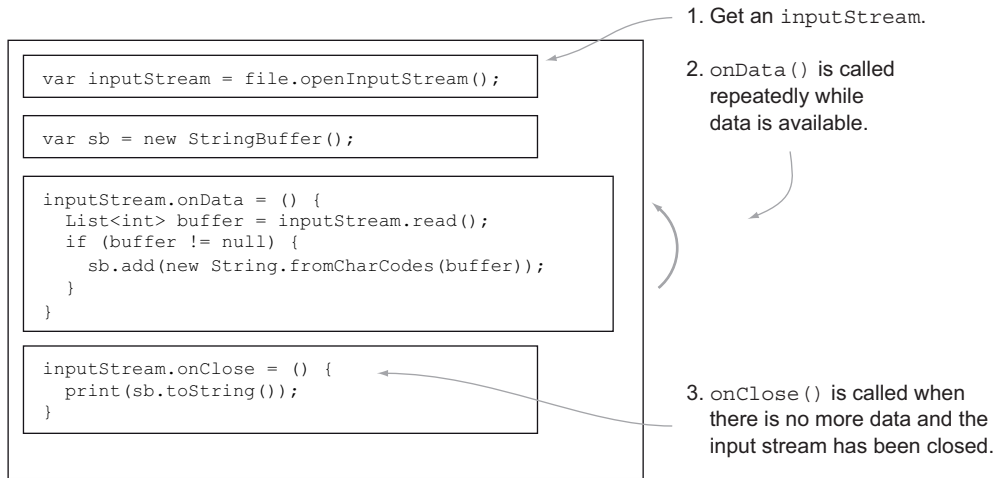 1. Get an inputStream.
var inputStream = file.openInputStream();
2. onData() is called
repeatedly while
data is available.
var sb = new StringBuffer();
inputStream.onData = () {
List<int> buffer = inputStream.read();
if (buffer != null) {
sb.add(new String.fromCharCodes(buffer));
}
}
inputStream.onClose = () {
print(sb.toString());
}
3. onClose() is called when
there is no more data and the
input stream has been closed.